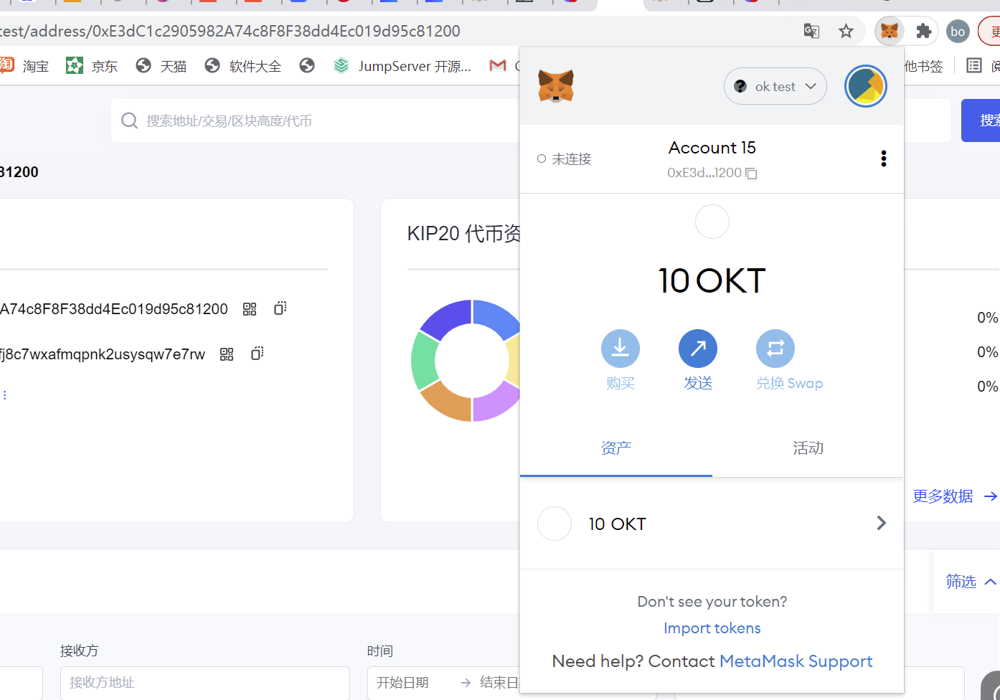 test/address/0xE3dC1c2905982A74c8F8F38dd4Ec019d95c81200
bo
更
淘宝
京东
天猫
软件大全
JumpServer 开源...
他书签
搜索地址/交易/区块高度/代币
搜索
81200
KIP20 代币资
A74c8F8F38dd4Ec019d95c81200
fj8c7wxafmqpnk2usysqw7e7rw
0%
0%
0%
更多数据
筛选
接收方
时间
接收方地址
开始日期
结束日
ok test
未连接
Account 15
0xE3d...1200
10 OKT
购买
发送
兑换 Swap
资产
活动
10 OKT
Don't see your token?
Import tokens
Need help? Contact MetaMask Support